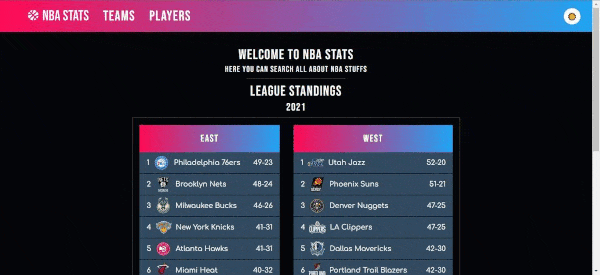 NBA STATS TEAMS PLAYERS
WELCOME TO NBA STATS
HERE YOU CAN SEARCH ALL ABOUT NBA STUFFS
LEAGUE STANDINGS
2021
EAST
1 Philadelphia 76ers 49-23
2 Brooklyn Nets 48-24
3 Milwaukee Bucks 46-26
4 New York Knicks 41-31
5 Atlanta Hawks 41-31
6 Miami Heat 40-32
WEST
1 Utah Jazz 52-20
2 Phoenix Suns 51-21
3 Denver Nuggets 47-25
4 LA Clippers 47-25
5 Dallas Mavericks 42-30
6 Portland Trail Blazers 42-30